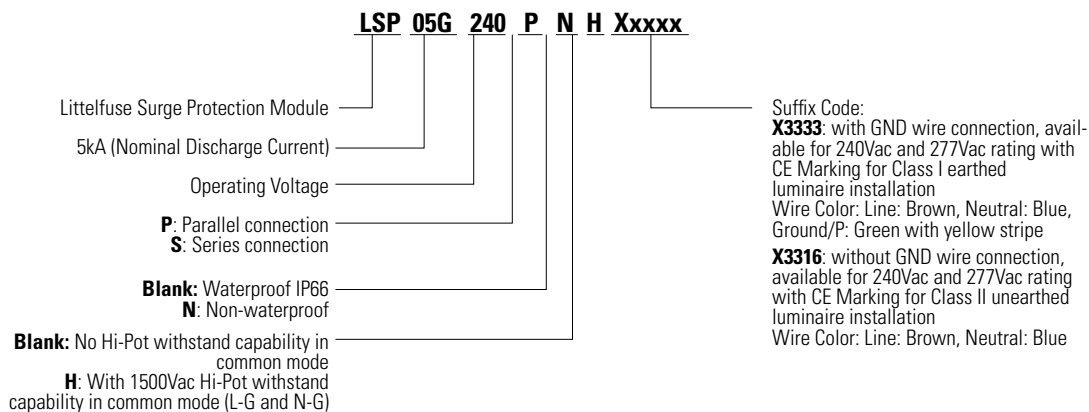 LSP 05G 240 P N H Xxxxx
Littelfuse Surge Protection Module
5kA (Nominal Discharge Current)
Operating Voltage
P: Parallel connection
S: Series connection
Blank: Waterproof IP66
N: Non-waterproof
Blank: No Hi-Pot withstand capability in
common mode
H: With 1500Vac Hi-Pot withstand
capability in common mode (L-G and N-G)
Suffix Code:
X3333: with GND wire connection, avail-
able for 240Vac and 277Vac rating with
CE Marking for Class I earthed
luminaire installation
Wire Color: Line: Brown, Neutral: Blue,
Ground/P: Green with yellow stripe
X3316: without GND wire connection,
available for 240Vac and 277Vac rating
with CE Marking for Class II unearthed
luminaire installation
Wire Color: Line: Brown, Neutral: Blue